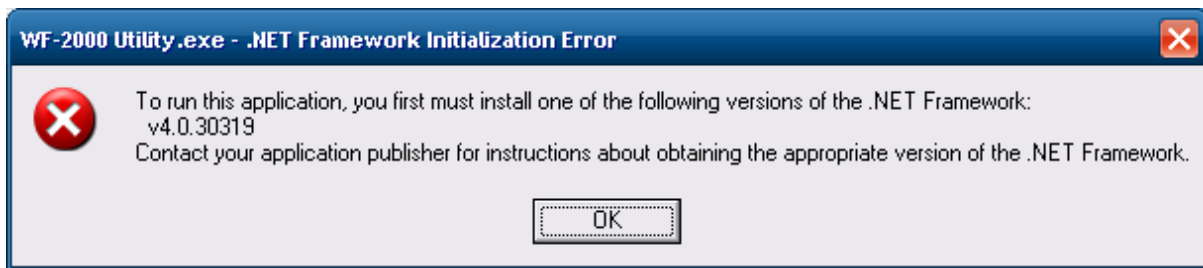 WF-2000 Utility.exe - .NET Framework Initialization Error
To run this application, you first must install one of the following versions of the .NET Framework:
v4.0.30319
Contact your application publisher for instructions about obtaining the appropriate version of the .NET Framework.
OK